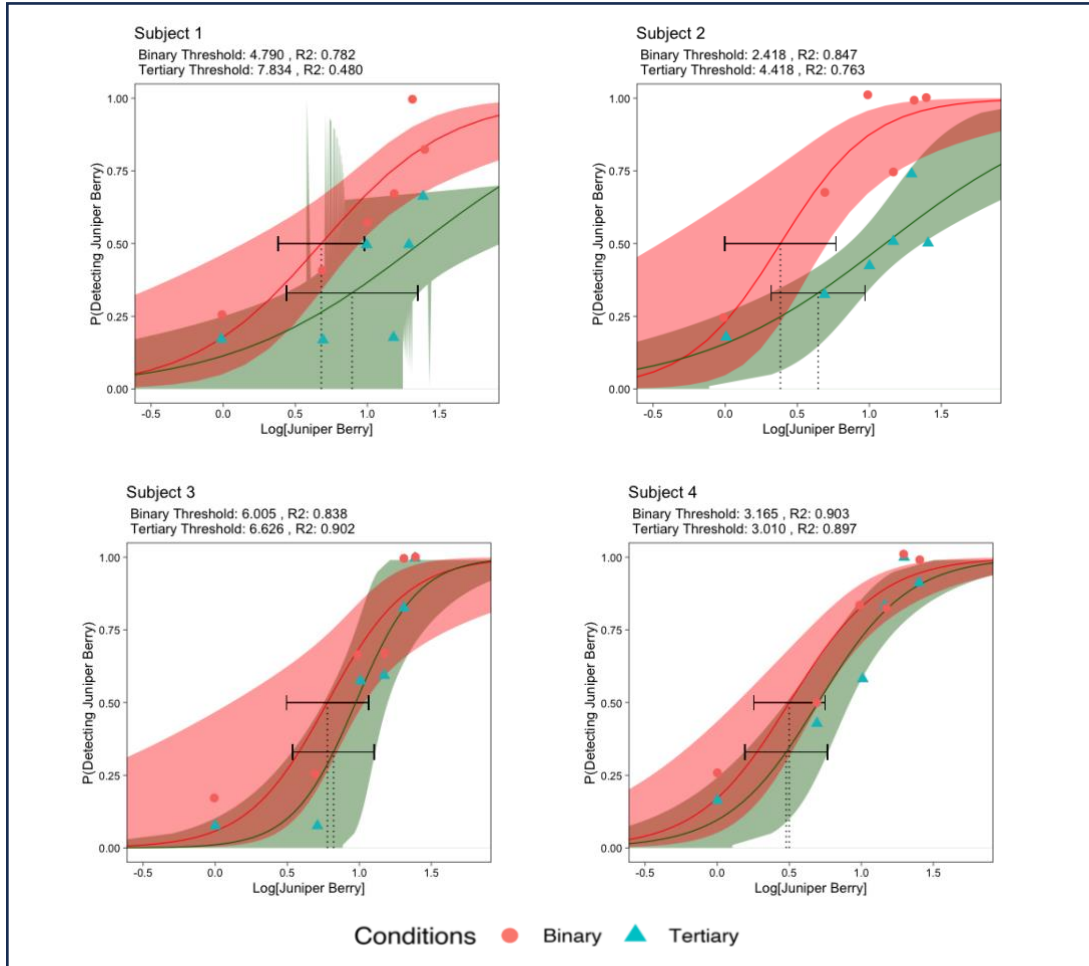 Subject 1
Binary Threshold: 4.790 , R2: 0.782
Tertiary Threshold: 7.834 , R2: 0.480
P(Detecting Juniper Berry)
1.00
0.75
0.50
0.25
0.00
-0.5 0.0 0.5 1.0 1.5
Log[Juniper Berry]
Subject 2
Binary Threshold: 2.418 , R2: 0.847
Tertiary Threshold: 4.418 , R2: 0.763
P(Detecting Juniper Berry)
1.00
0.75
0.50
0.25
0.00
-0.5 0.0 0.5 1.0 1.5
Log[Juniper Berry]
Subject 3
Binary Threshold: 6.005 , R2: 0.838
Tertiary Threshold: 6.626 , R2: 0.902
P(Detecting Juniper Berry)
1.00
0.75
0.50
0.25
0.00
-0.5 0.0 0.5 1.0 1.5
Log[Juniper Berry]
Subject 4
Binary Threshold: 3.165 , R2: 0.903
Tertiary Threshold: 3.010 , R2: 0.897
P(Detecting Juniper Berry)
1.00
0.75
0.50
0.25
0.00
-0.5 0.0 0.5 1.0 1.5
Log[Juniper Berry]
Conditions Binary Tertiary